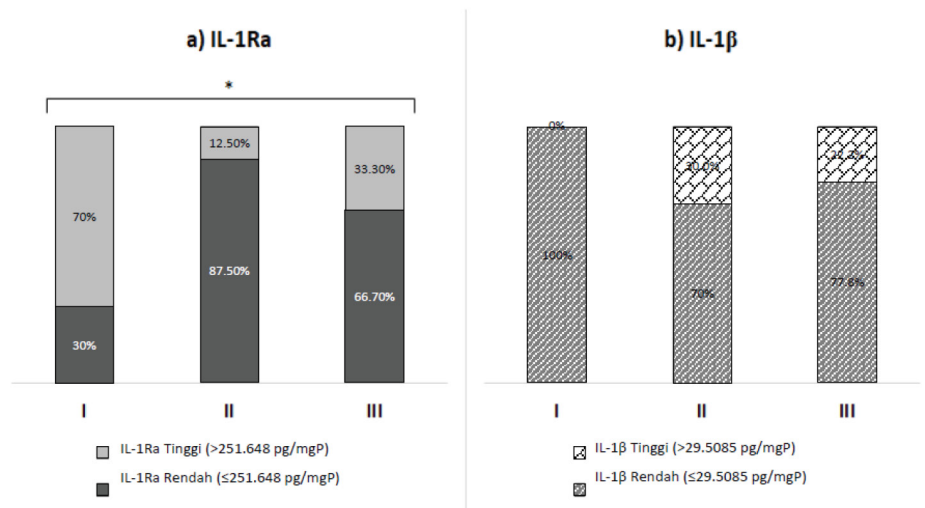 a) IL-1Ra
*
70%
30%
12.50%
87.50%
33.30%
66.70%
I II III
IL-1Ra Tinggi (>251.648 pg/mgP)
IL-1Ra Rendah (≤251.648 pg/mgP)
b) IL-1β
0%
100%
30.0%
70%
22.2%
77.8%
I II III
IL-1β Tinggi (>29.5085 pg/mgP)
IL-1β Rendah (≤29.5085 pg/mgP)